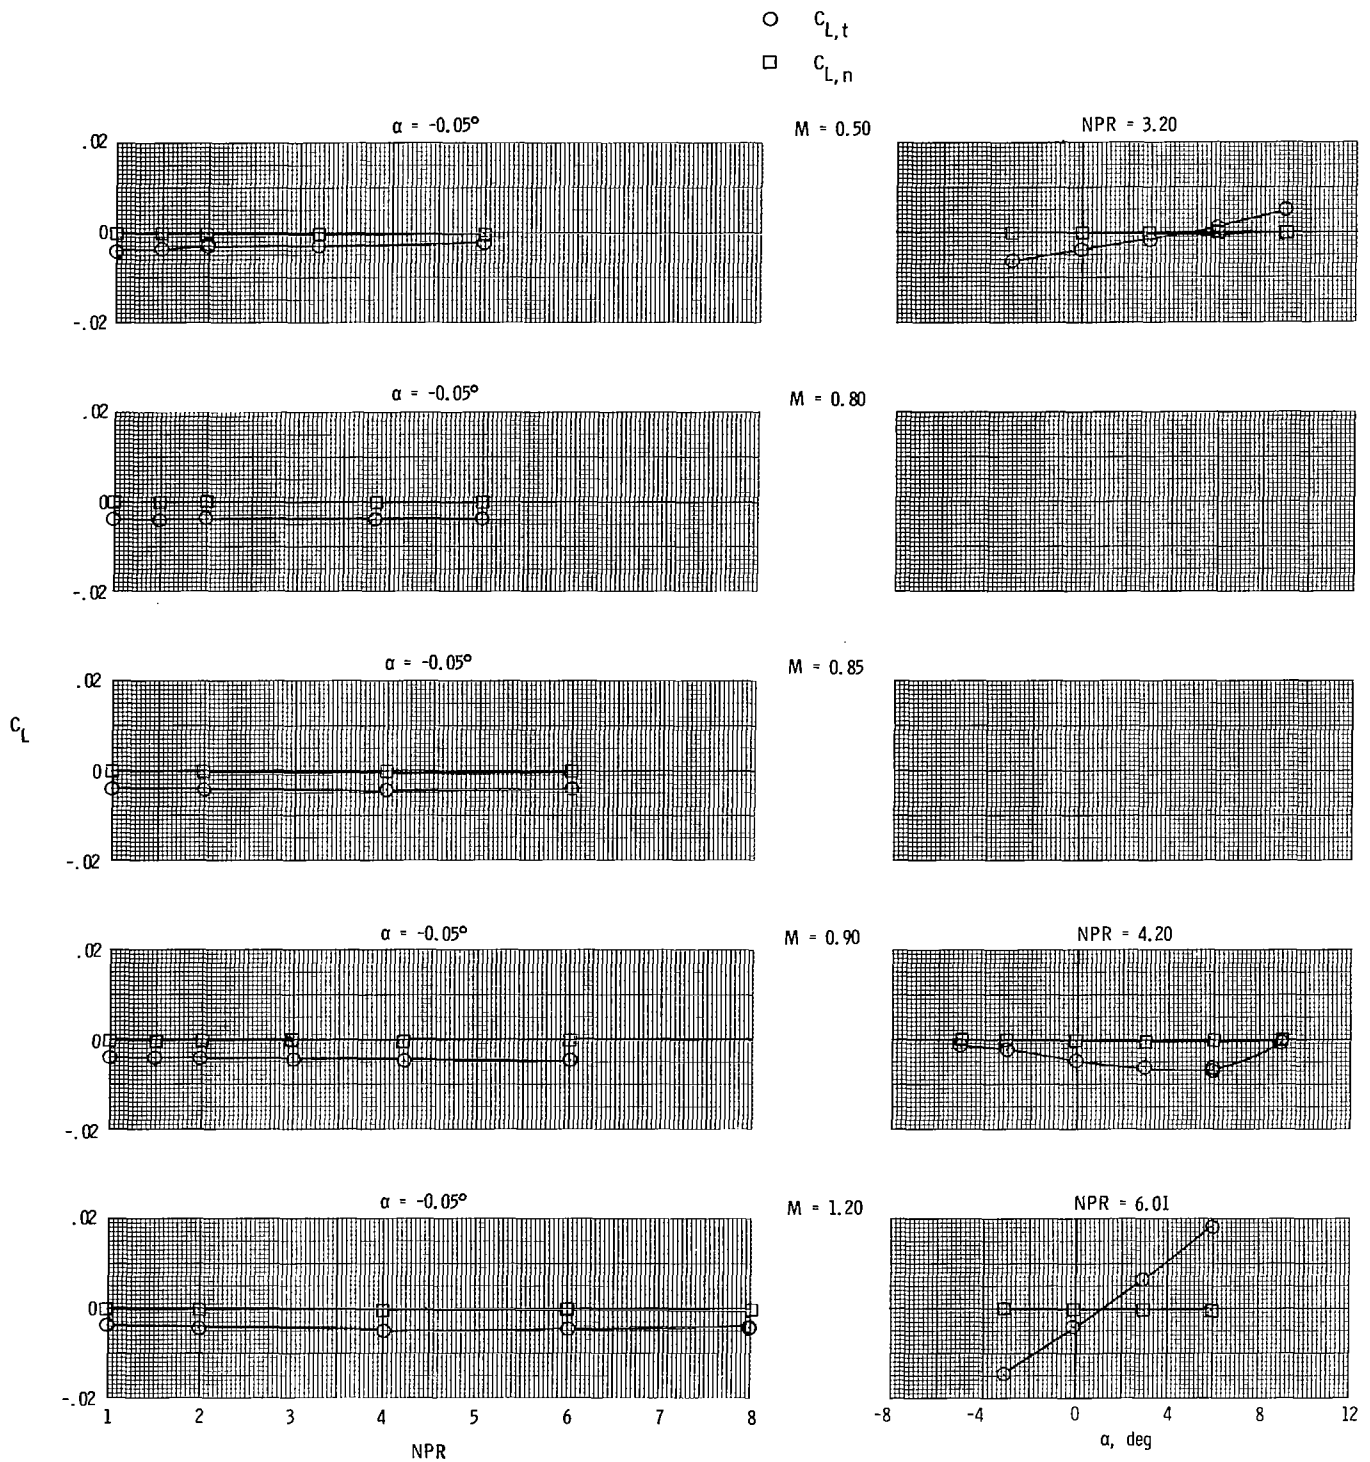 C_L,t
C_L,n
α = -0.05° M = 0.50 NPR = 3.20
.02
0
-.02
α = -0.05° M = 0.80
.02
0
-.02
α = -0.05° M = 0.85
.02
C_L
0
-.02
α = -0.05° M = 0.90 NPR = 4.20
.02
0
-.02
α = -0.05° M = 1.20 NPR = 6.01
.02
0
-.02
1 2 3 4 5 6 7 8 -8 -4 0 4 8 12
NPR α, deg